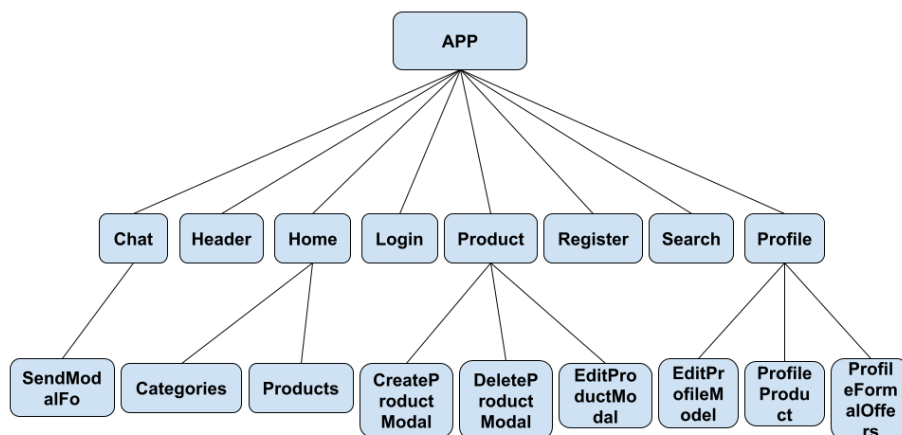 APP
Chat
Header
Home
Login
Product
Register
Search
Profile
SendMod
alFo
Categories
Products
CreateP
roduct
Modal
DeleteP
roduct
Modal
EditPro
ductMo
dal
EditPr
ofileM
odel
Profile
Produ
ct
Profil
eForm
alOffe
rs